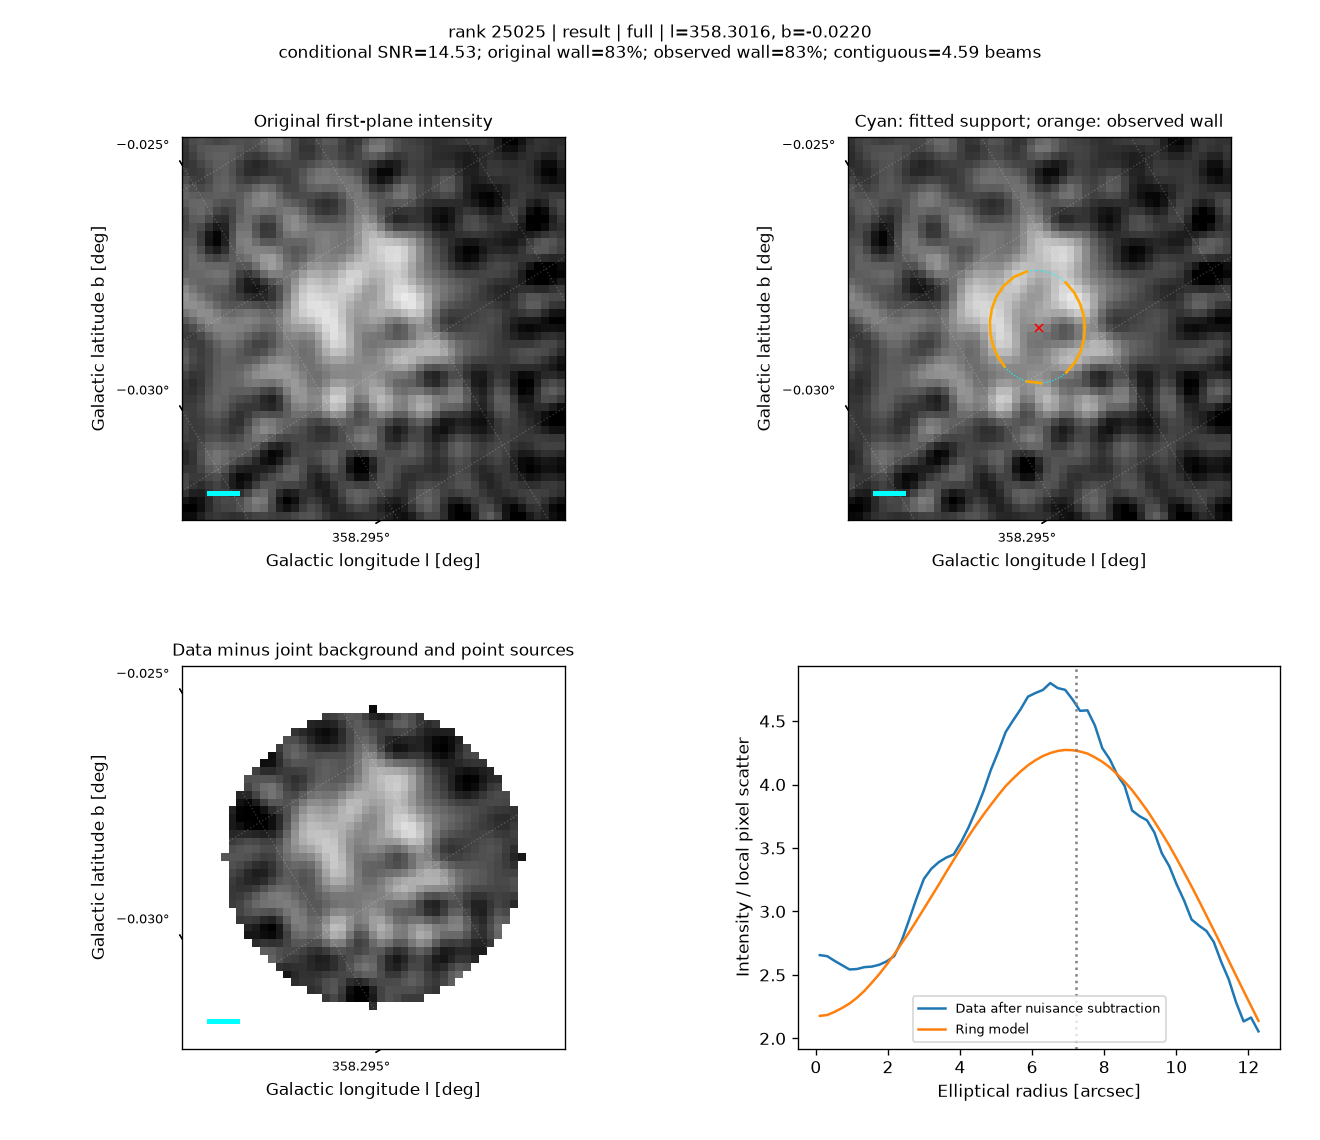 rank 25025 | result | full | l=358.3016, b=-0.0220
conditional SNR=14.53; original wall=83%; observed wall=83%; contiguous=4.59 beams
Original first-plane intensity
−0.025°
−0.030°
Galactic latitude b [deg]
358.295°
Galactic longitude l [deg]
Cyan: fitted support; orange: observed wall
−0.025°
−0.030°
Galactic latitude b [deg]
358.295°
Galactic longitude l [deg]
Data minus joint background and point sources
−0.025°
−0.030°
Galactic latitude b [deg]
358.295°
Galactic longitude l [deg]
4.5
4.0
3.5
3.0
2.5
2.0
Intensity / local pixel scatter
Data after nuisance subtraction
Ring model
0 2 4 6 8 10 12
Elliptical radius [arcsec]